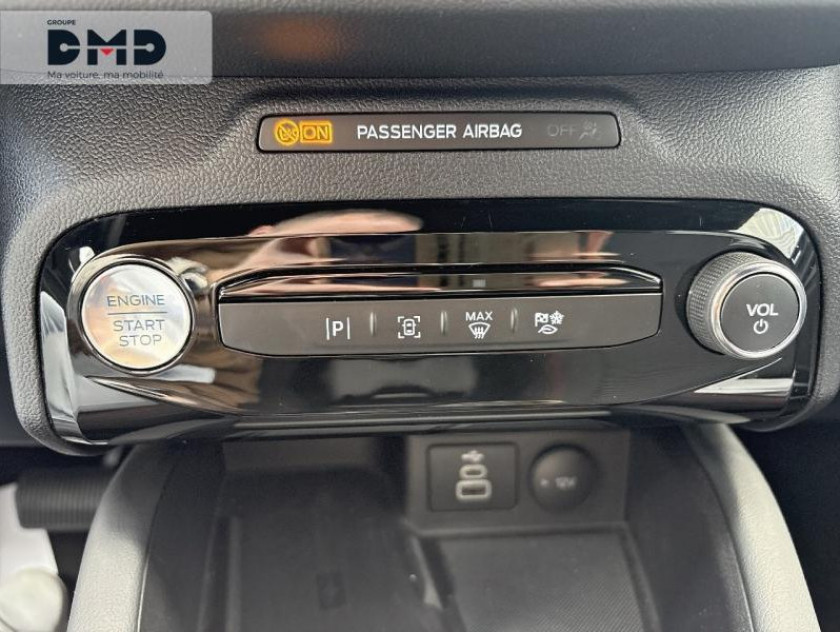 GROUPE
DMD
Ma voiture, ma mobilité
ON PASSENGER AIRBAG OFF
ENGINE
START
STOP
P
MAX
VOL
12V